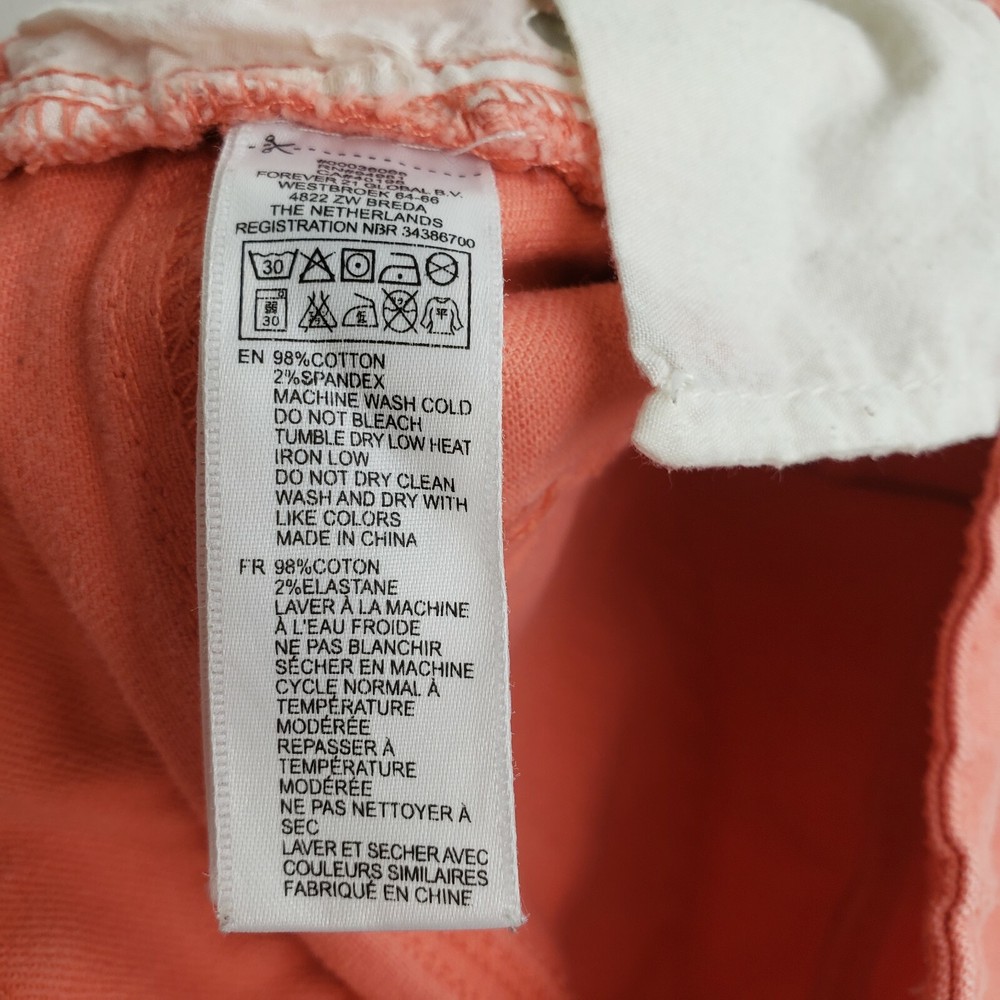 FOREVER 21 GLOBAL B.V.
WESTBROEK 64-66
4822 ZW BREDA
THE NETHERLANDS
REGISTRATION NBR 34386700
30
30
低
平
EN 98%COTTON
2%SPANDEX
MACHINE WASH COLD
DO NOT BLEACH
TUMBLE DRY LOW HEAT
IRON LOW
DO NOT DRY CLEAN
WASH AND DRY WITH
LIKE COLORS
MADE IN CHINA
FR 98%COTON
2%ELASTANE
LAVER À LA MACHINE
À L'EAU FROIDE
NE PAS BLANCHIR
SÉCHER EN MACHINE
CYCLE NORMAL À
TEMPÉRATURE
MODÉRÉE
REPASSER À
TEMPÉRATURE
MODÉRÉE
NE PAS NETTOYER À
SEC
LAVER ET SECHER AVEC
COULEURS SIMILAIRES
FABRIQUÉ EN CHINE